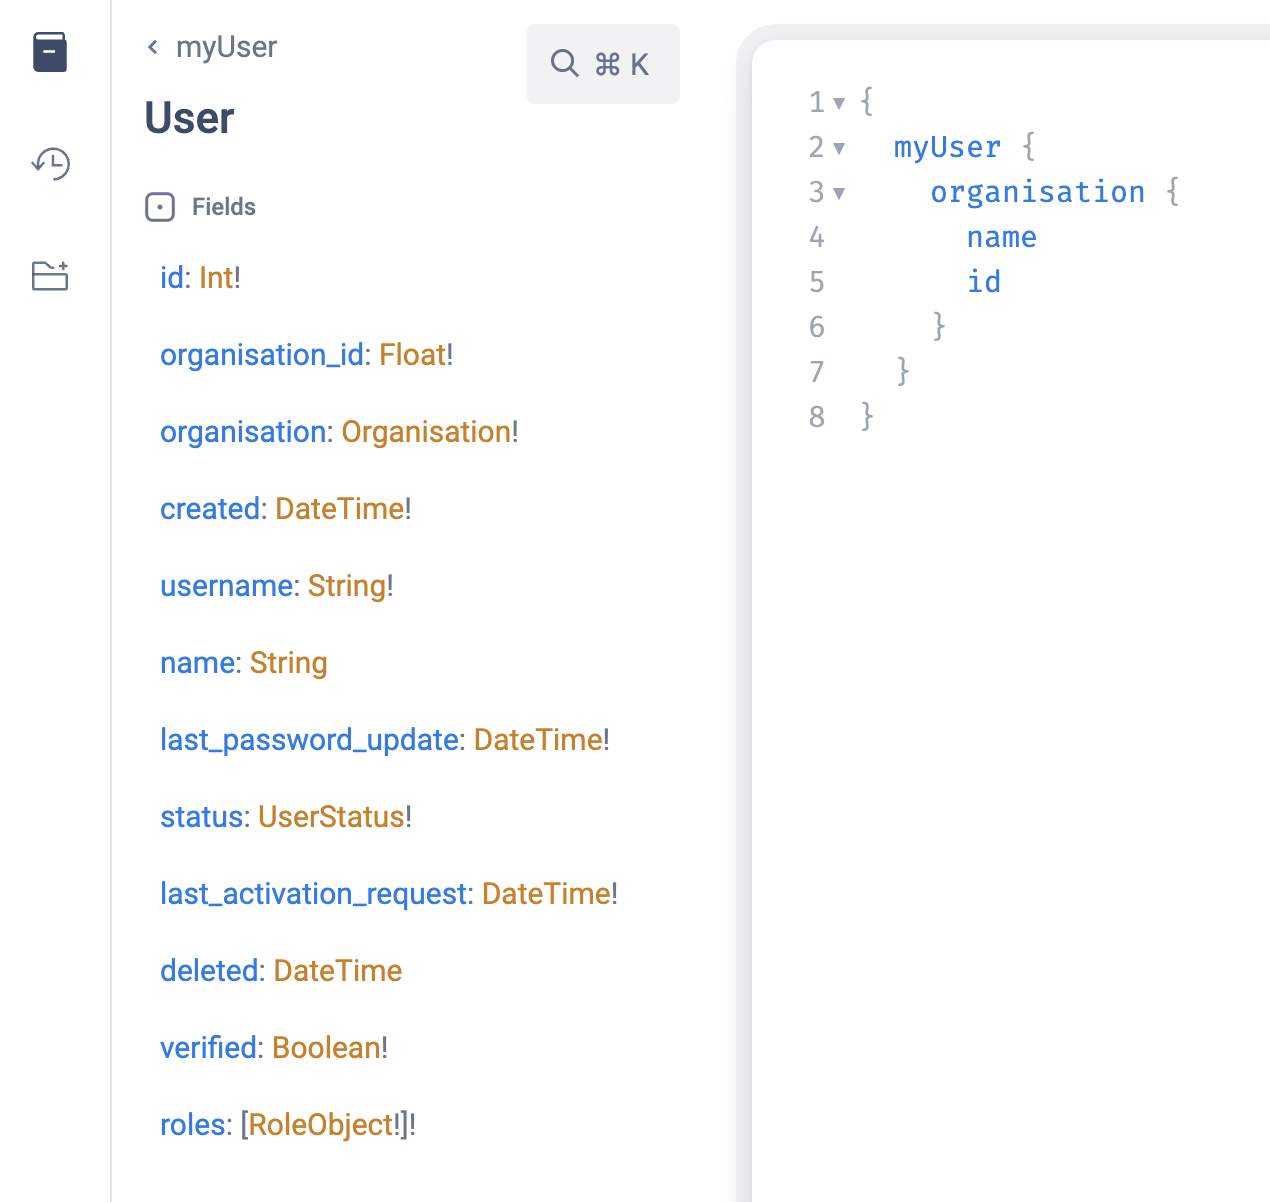 myUser
⌘ K
User
Fields
id: Int!
organisation_id: Float!
organisation: Organisation!
created: DateTime!
username: String!
name: String
last_password_update: DateTime!
status: UserStatus!
last_activation_request: DateTime!
deleted: DateTime
verified: Boolean!
roles: [RoleObject!]!
1 {
2 myUser {
3 organisation {
4 name
5 id
6 }
7 }
8 }